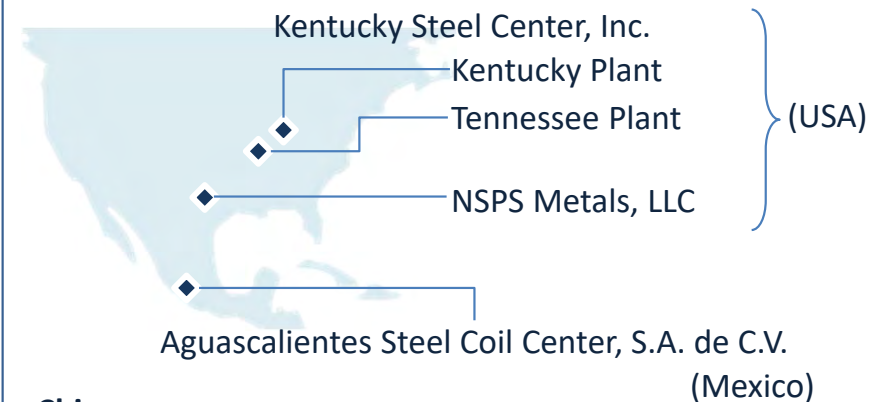 Kentucky Steel Center, Inc.
Kentucky Plant
Tennessee Plant
(USA)
NSPS Metals, LLC
Aguascalientes Steel Coil Center, S.A. de C.V.
(Mexico)